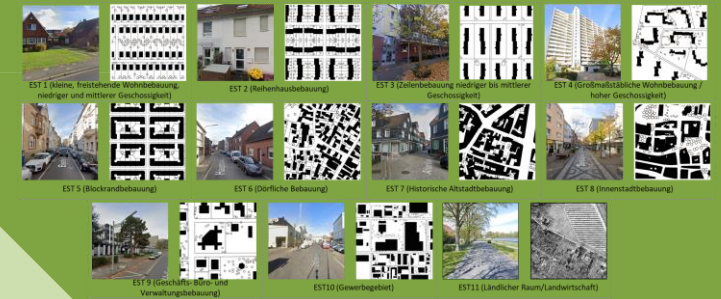 EST 1 (kleine, freistehende Wohnbebauung,
niedriger und mittlerer Geschossigkeit)
EST 2 (Reihenhausbebauung)
EST 3 (Zeilenbebauung niedriger bis mittlerer
Geschossigkeit)
EST 4 (Großmaßstäbliche Wohnbebauung /
hoher Geschossigkeit)
EST 5 (Blockrandbebauung)
EST 6 (Dörfliche Bebauung)
EST 7 (Historische Altstadtbebauung)
EST 8 (Innenstadtbebauung)
EST 9 (Geschäfts- Büro- und
Verwaltungsbebauung)
EST10 (Gewerbegebiet)
EST11 (Ländlicher Raum/Landwirtschaft)